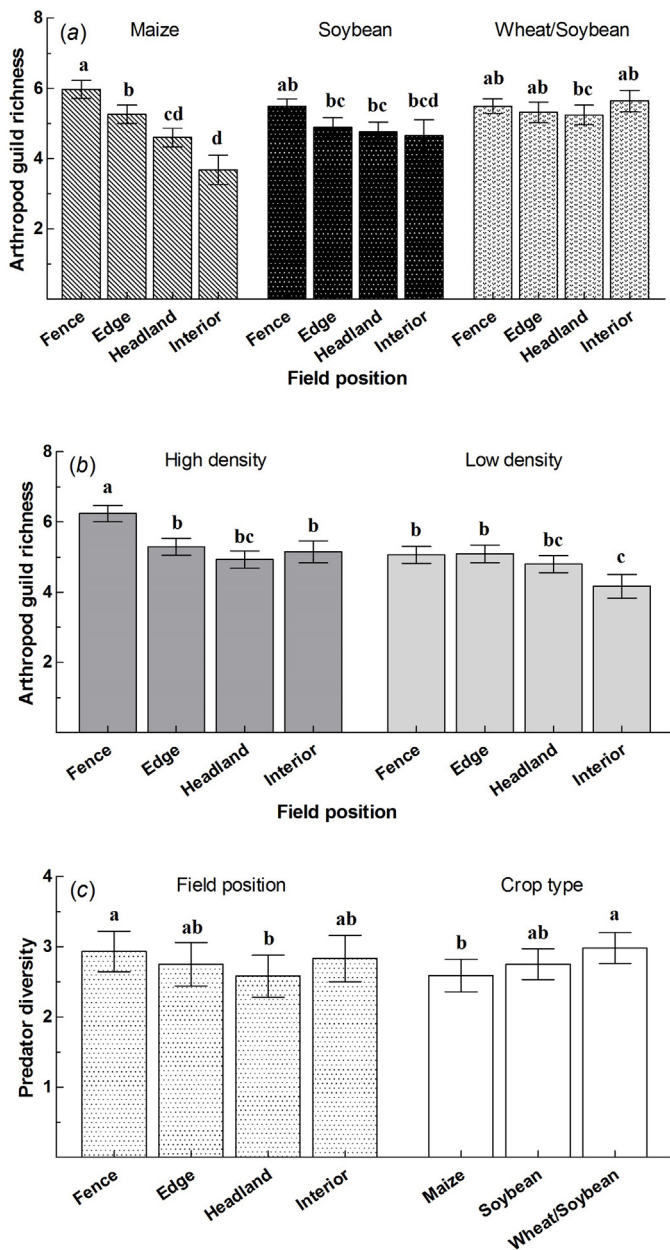 (a) Maize Soybean Wheat/Soybean
8
6
4
2
Arthropod guild richness
a b cd d ab bc bc bcd ab ab bc ab
Fence Edge Headland Interior Fence Edge Headland Interior Fence Edge Headland Interior
Field position
(b) High density Low density
8
6
4
2
Arthropod guild richness
a b bc b b b bc c
Fence Edge Headland Interior Fence Edge Headland Interior
Field position
(c) Field position Crop type
4
3
2
1
Predator diversity
a ab b ab b ab a
Fence Edge Headland Interior Maize Soybean Wheat/Soybean